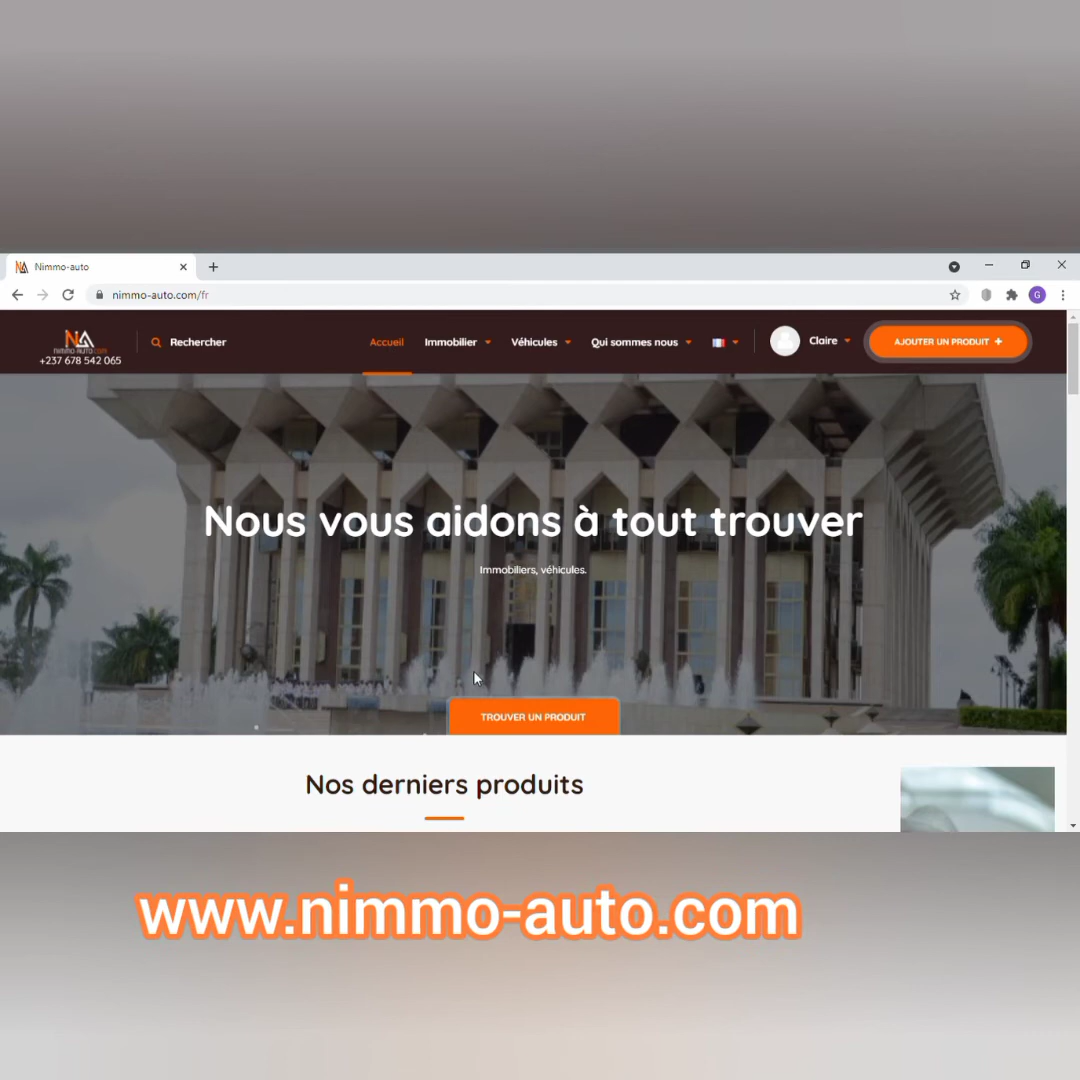 Nimmo-auto
nimmo-auto.com/fr
G
NA
NIMMO-AUTO.COM
+237 678 542 065
Rechercher
Accueil
Immobilier
Véhicules
Qui sommes nous
Claire
AJOUTER UN PRODUIT +
Nous vous aidons à tout trouver
Immobiliers, véhicules.
TROUVER UN PRODUIT
Nos derniers produits
www.nimmo-auto.com